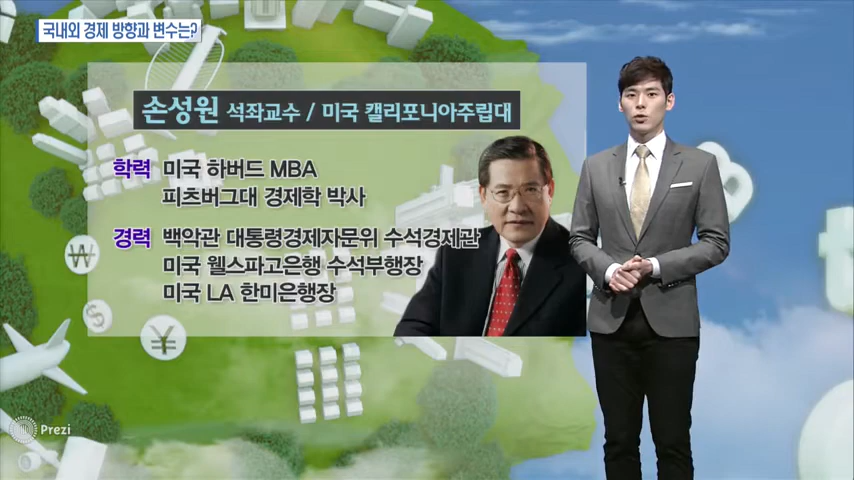 국내외 경제 방향과 변수는?
손성원 석좌교수 / 미국 캘리포니아주립대
학력 미국 하버드 MBA
피츠버그대 경제학 박사
경력 백악관 대통령경제자문위 수석경제관
미국 웰스파고은행 수석부행장
미국 LA 한미은행장
₩
$
¥
Prezi